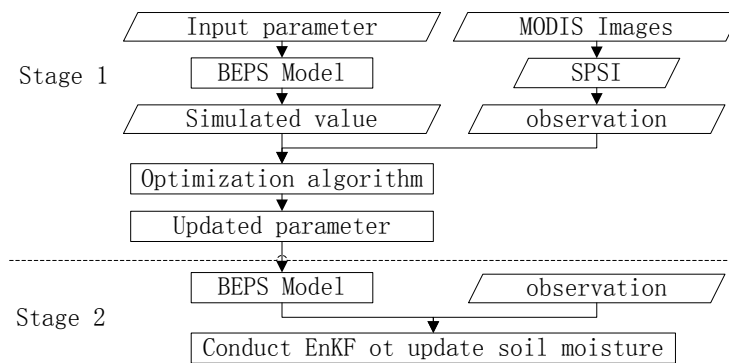 Input parameter
MODIS Images
Stage 1
BEPS Model
SPSI
Simulated value
observation
Optimization algorithm
Updated parameter
BEPS Model
observation
Stage 2
Conduct EnKF ot update soil moisture